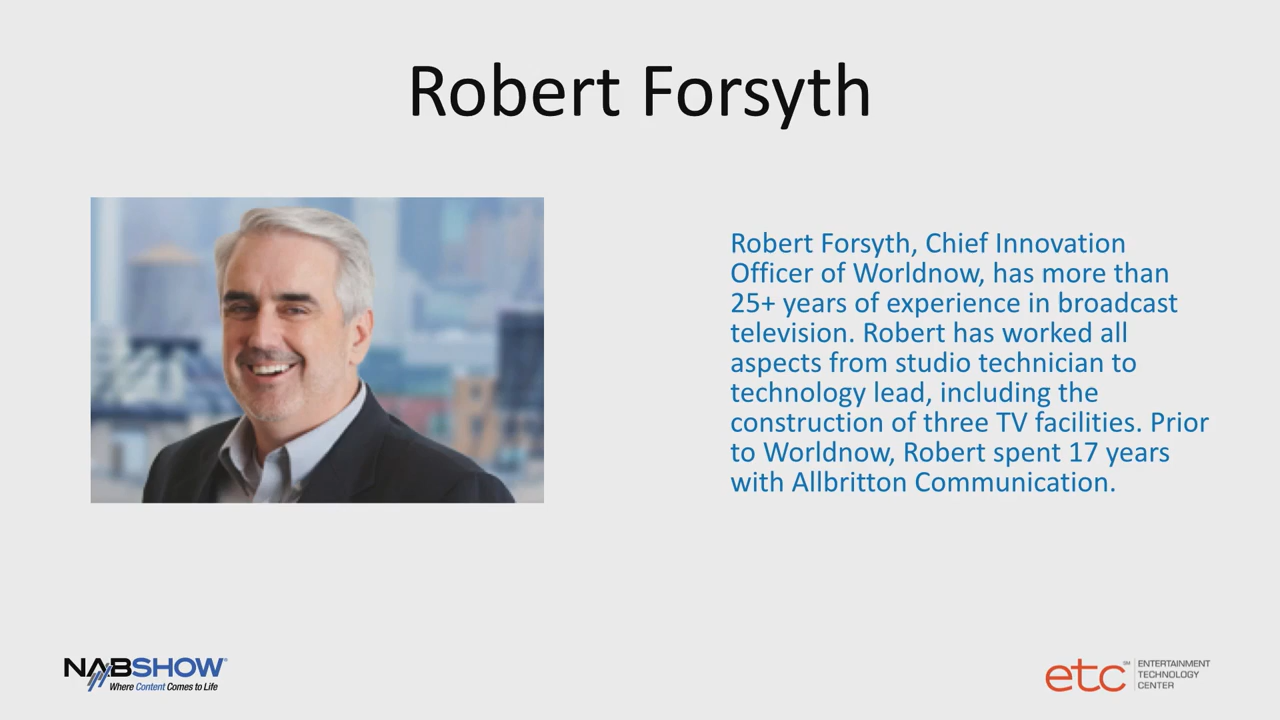 Robert Forsyth
Robert Forsyth, Chief Innovation
Officer of Worldnow, has more than
25+ years of experience in broadcast
television. Robert has worked all
aspects from studio technician to
technology lead, including the
construction of three TV facilities. Prior
to Worldnow, Robert spent 17 years
with Allbritton Communication.
NABSHOW®
Where Content Comes to Life
etc℠
ENTERTAINMENT
TECHNOLOGY
CENTER